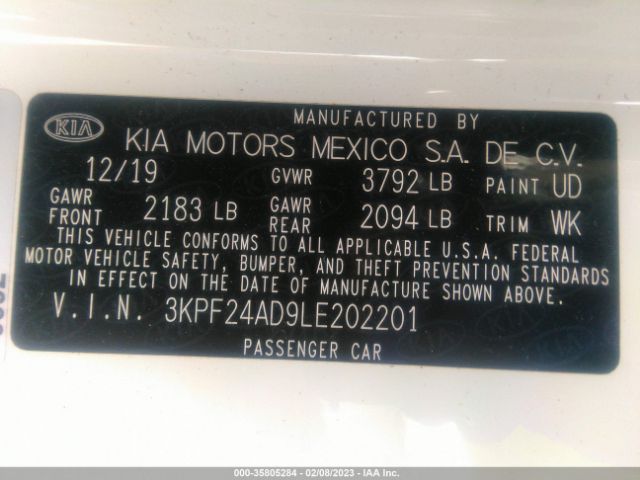 MANUFACTURED BY
KIA KIA MOTORS MEXICO S.A. DE C.V.
12/19 GVWR 3792 LB PAINT UD
GAWR FRONT 2183 LB GAWR REAR 2094 LB TRIM WK
THIS VEHICLE CONFORMS TO ALL APPLICABLE U.S.A. FEDERAL
MOTOR VEHICLE SAFETY, BUMPER, AND THEFT PREVENTION STANDARDS
IN EFFECT ON THE DATE OF MANUFACTURE SHOWN ABOVE.
V.I.N. 3KPF24AD9LE202201
PASSENGER CAR
000-35805284 - 02/08/2023 - IAA Inc.